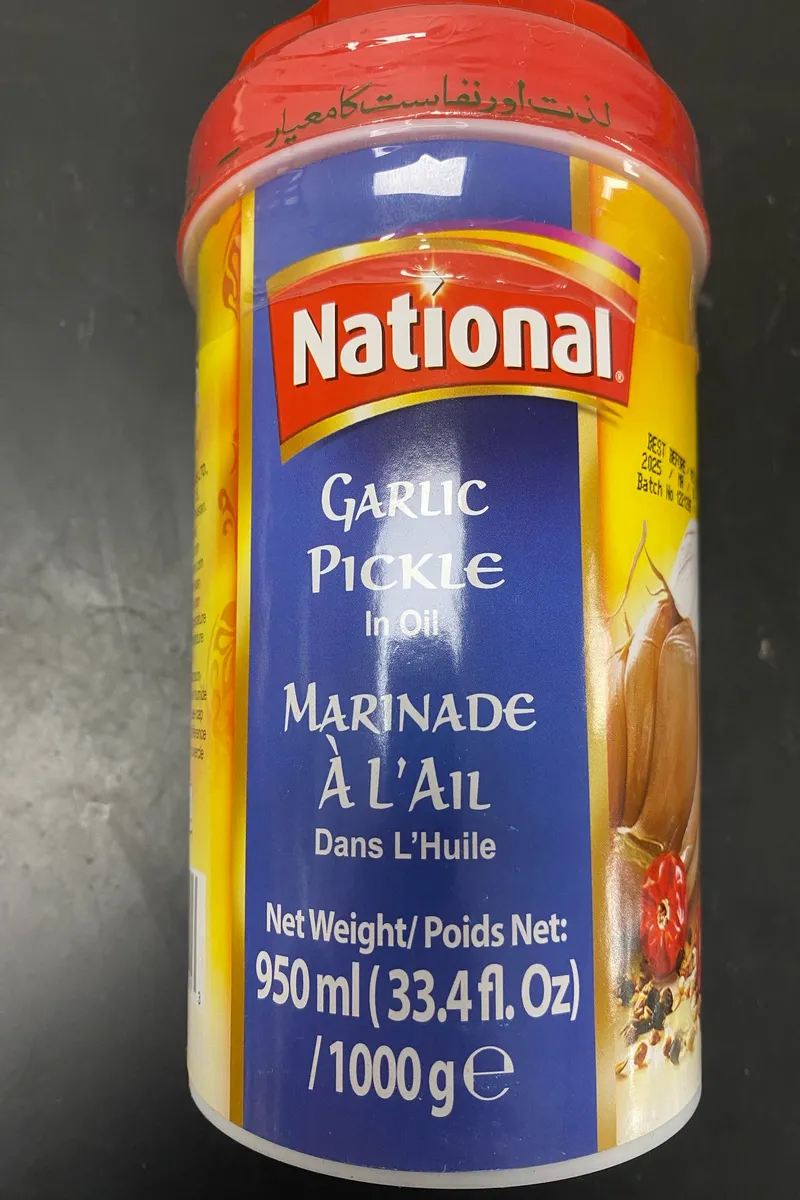 لذت اور نفاست کا معیار
National®
GARLIC
PICKLE
In Oil
MARINADE
À L'AIL
Dans L'Huile
Net Weight/ Poids Net:
950 ml (33.4 fl. Oz)
/ 1000 g ℮
BEST BEFORE
2025 /
Batch No